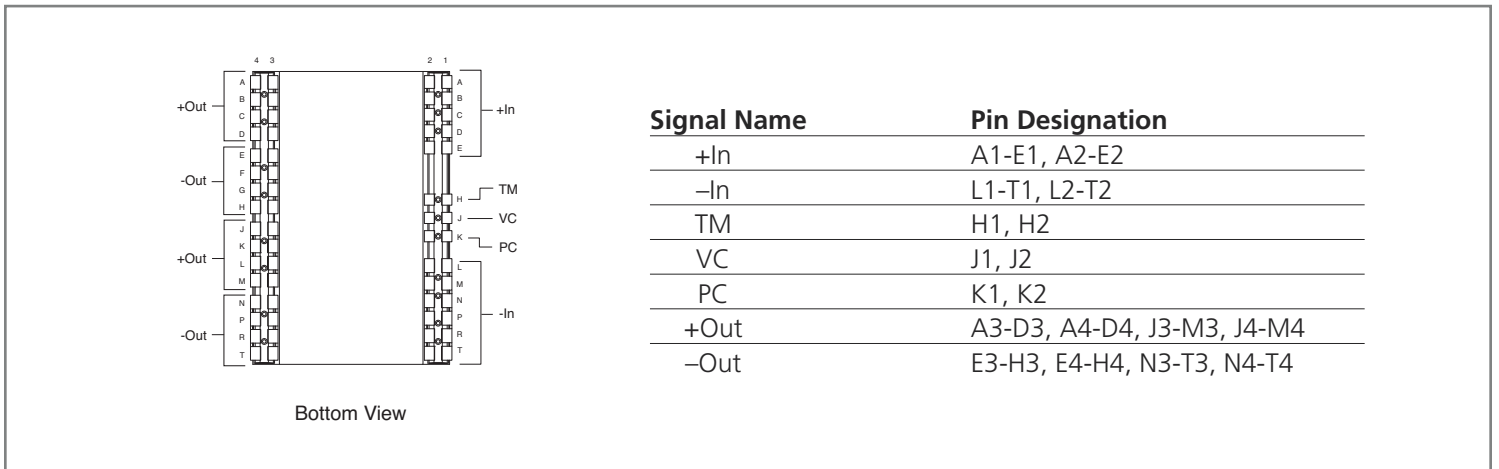 4 3 2 1
A A
B B
+Out +In
C C
D D
E E
F
-Out
G
TM
H H
J J VC
K K PC
+Out
L L
M M
N N
P P -In
-Out
R R
T T
Bottom View
Signal Name Pin Designation
+In A1-E1, A2-E2
–In L1-T1, L2-T2
TM H1, H2
VC J1, J2
PC K1, K2
+Out A3-D3, A4-D4, J3-M3, J4-M4
–Out E3-H3, E4-H4, N3-T3, N4-T4